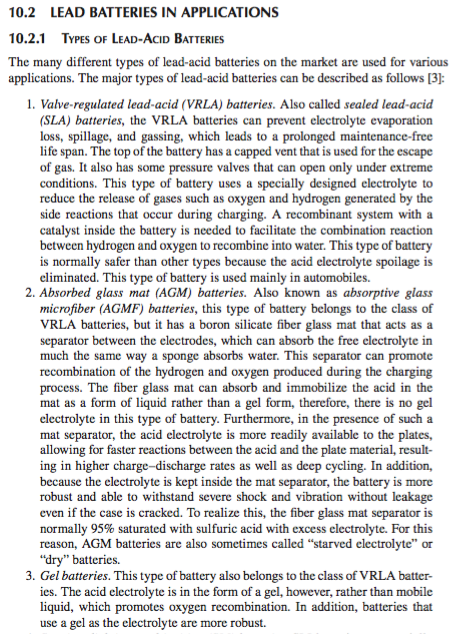 10.2 LEAD BATTERIES IN APPLICATIONS
10.2.1 TYPES OF LEAD-ACID BATTERIES
The many different types of lead-acid batteries on the market are used for various
applications. The major types of lead-acid batteries can be described as follows [3]:
1. Valve-regulated lead-acid (VRLA) batteries. Also called sealed lead-acid
(SLA) batteries, the VRLA batteries can prevent electrolyte evaporation
loss, spillage, and gassing, which leads to a prolonged maintenance-free
life span. The top of the battery has a capped vent that is used for the escape
of gas. It also has some pressure valves that can open only under extreme
conditions. This type of battery uses a specially designed electrolyte to
reduce the release of gases such as oxygen and hydrogen generated by the
side reactions that occur during charging. A recombinant system with a
catalyst inside the battery is needed to facilitate the combination reaction
between hydrogen and oxygen to recombine into water. This type of battery
is normally safer than other types because the acid electrolyte spoilage is
eliminated. This type of battery is used mainly in automobiles.
2. Absorbed glass mat (AGM) batteries. Also known as absorptive glass
microfiber (AGMF) batteries, this type of battery belongs to the class of
VRLA batteries, but it has a boron silicate fiber glass mat that acts as a
separator between the electrodes, which can absorb the free electrolyte in
much the same way a sponge absorbs water. This separator can promote
recombination of the hydrogen and oxygen produced during the charging
process. The fiber glass mat can absorb and immobilize the acid in the
mat as a form of liquid rather than a gel form, therefore, there is no gel
electrolyte in this type of battery. Furthermore, in the presence of such a
mat separator, the acid electrolyte is more readily available to the plates,
allowing for faster reactions between the acid and the plate material, result-
ing in higher charge–discharge rates as well as deep cycling. In addition,
because the electrolyte is kept inside the mat separator, the battery is more
robust and able to withstand severe shock and vibration without leakage
even if the case is cracked. To realize this, the fiber glass mat separator is
normally 95% saturated with sulfuric acid with excess electrolyte. For this
reason, AGM batteries are also sometimes called “starved electrolyte” or
“dry” batteries.
3. Gel batteries. This type of battery also belongs to the class of VRLA batter-
ies. The acid electrolyte is in the form of a gel, however, rather than mobile
liquid, which promotes oxygen recombination. In addition, batteries that
use a gel as the electrolyte are more robust.